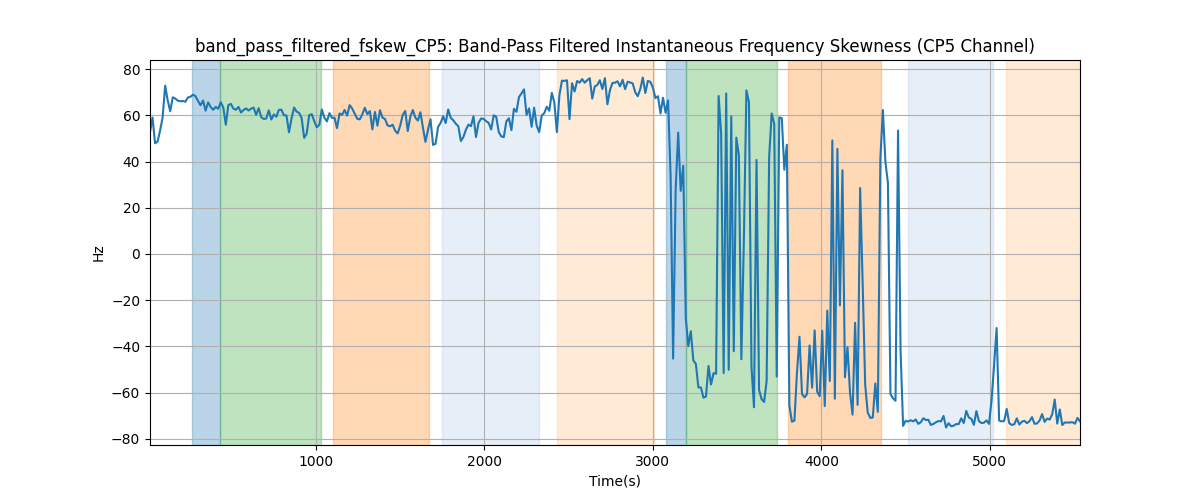 band_pass_filtered_fskew_CP5: Band-Pass Filtered Instantaneous Frequency Skewness (CP5 Channel)
80
60
40
20
0
−20
−40
−60
−80
Hz
1000 2000 3000 4000 5000
Time(s)